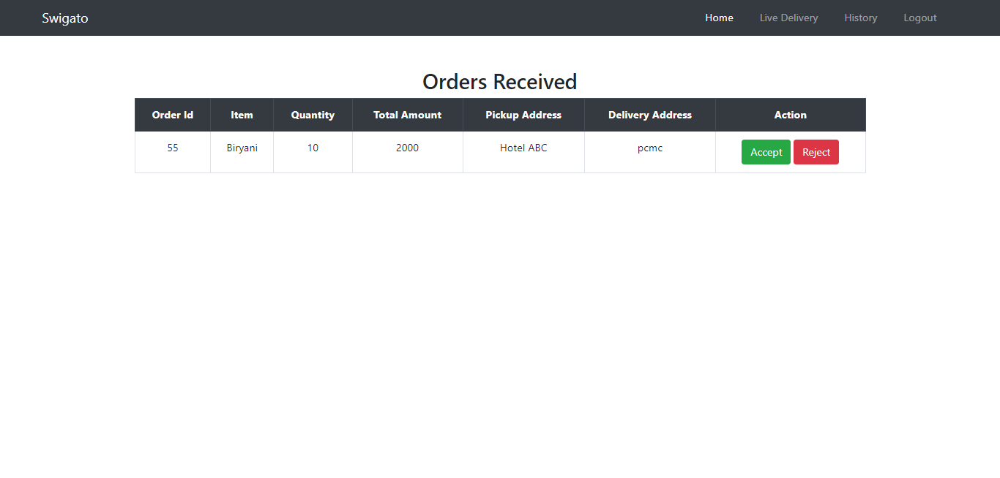 Swigato Home Live Delivery History Logout
Orders Received
Order Id Item Quantity Total Amount Pickup Address Delivery Address Action
55 Biryani 10 2000 Hotel ABC pcmc Accept Reject